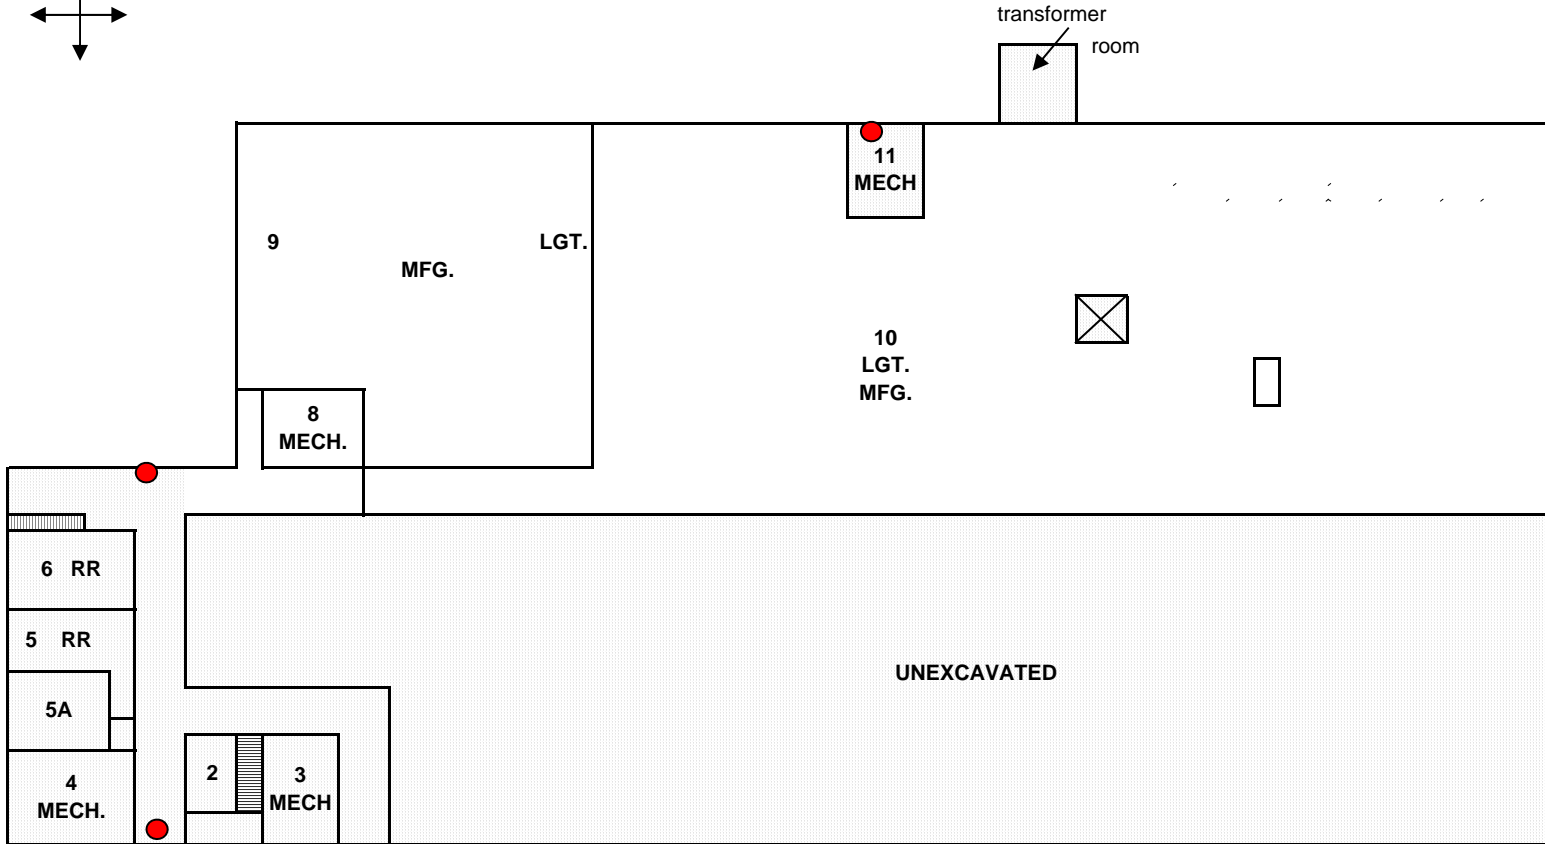 transformer
room
11
MECH
9 LGT.
MFG.
10
LGT.
MFG.
8
MECH.
6 RR
5 RR
UNEXCAVATED
5A
2
3
MECH
4
MECH.